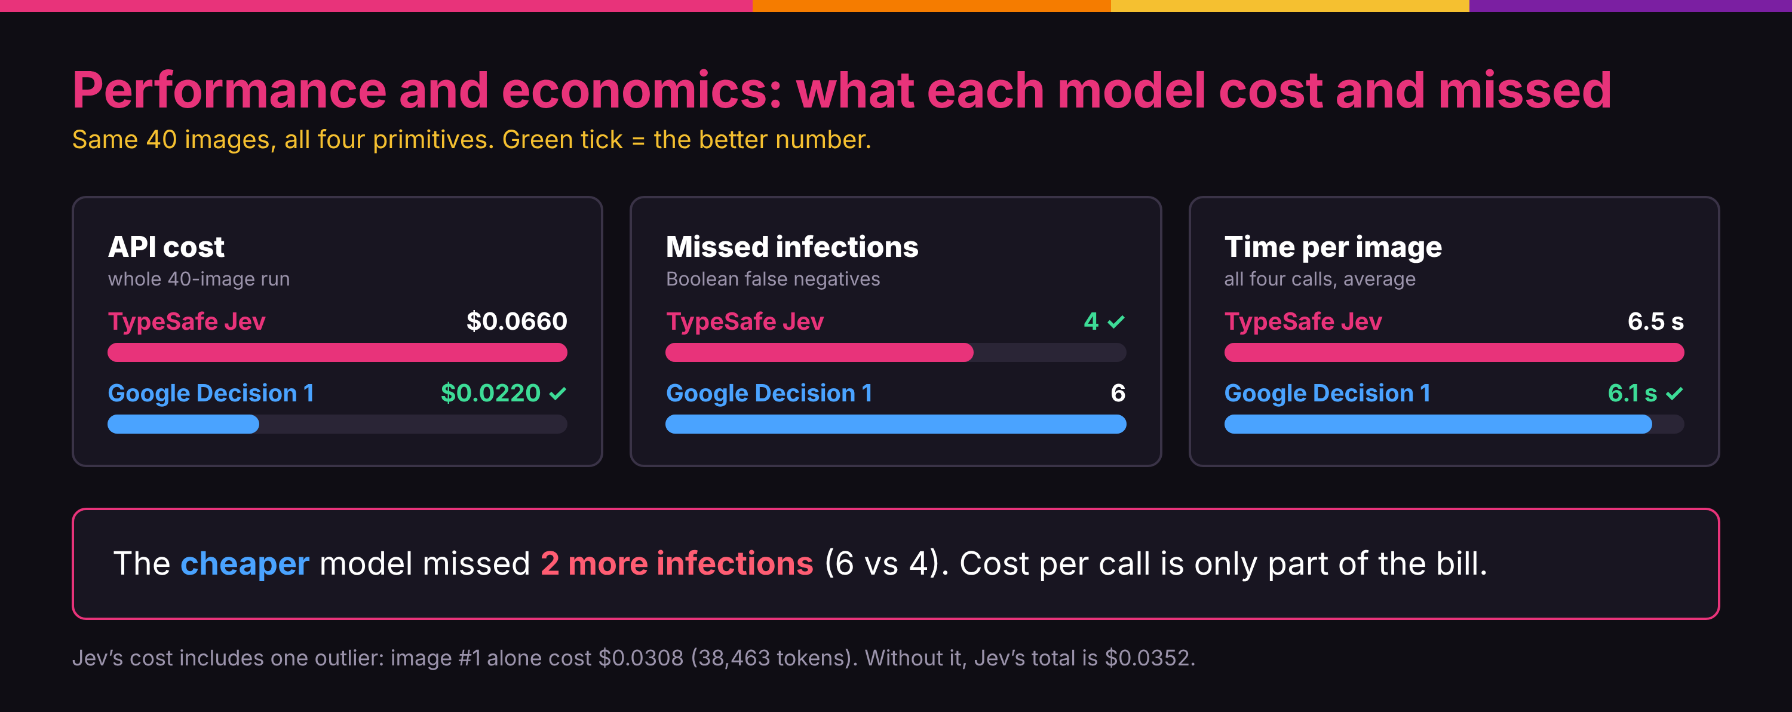 Performance and economics: what each model cost and missed
Same 40 images, all four primitives. Green tick = the better number.
API cost
whole 40-image run
TypeSafe Jev $0.0660
Google Decision 1 $0.0220 ✓
Missed infections
Boolean false negatives
TypeSafe Jev 4 ✓
Google Decision 1 6
Time per image
all four calls, average
TypeSafe Jev 6.5 s
Google Decision 1 6.1 s ✓
The cheaper model missed 2 more infections (6 vs 4). Cost per call is only part of the bill.
Jev’s cost includes one outlier: image #1 alone cost $0.0308 (38,463 tokens). Without it, Jev’s total is $0.0352.